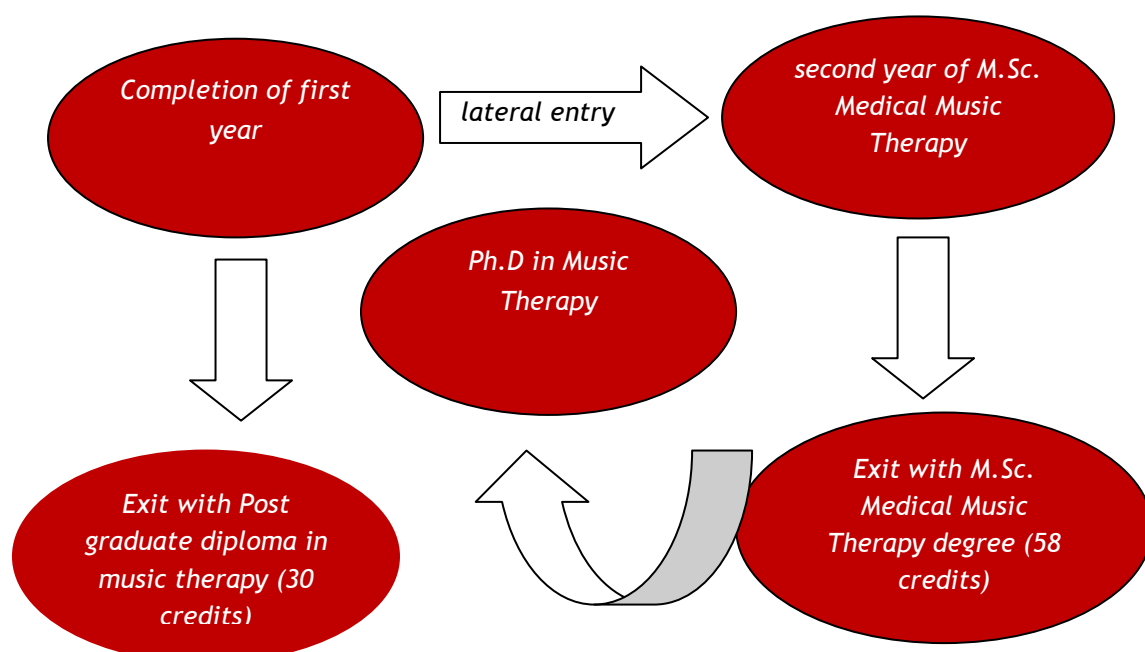 Completion of first
year
lateral entry
second year of M.Sc.
Medical Music
Therapy
Ph.D in Music
Therapy
Exit with Post
graduate diploma in
music therapy (30
credits)
Exit with M.Sc.
Medical Music
Therapy degree (58
credits)